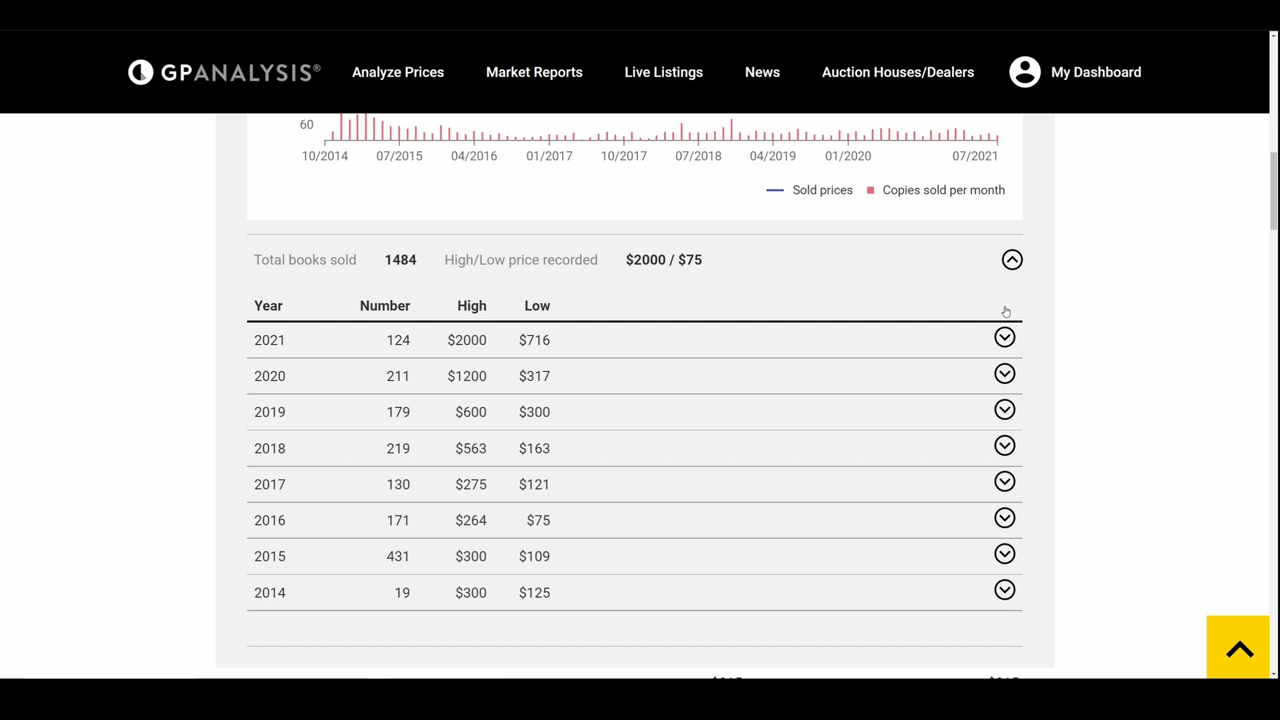 GPANALYSIS® Analyze Prices Market Reports Live Listings News Auction Houses/Dealers My Dashboard
60
10/2014 07/2015 04/2016 01/2017 10/2017 07/2018 04/2019 01/2020 07/2021
Sold prices Copies sold per month
Total books sold 1484 High/Low price recorded $2000 / $75
Year Number High Low
2021 124 $2000 $716
2020 211 $1200 $317
2019 179 $600 $300
2018 219 $563 $163
2017 130 $275 $121
2016 171 $264 $75
2015 431 $300 $109
2014 19 $300 $125